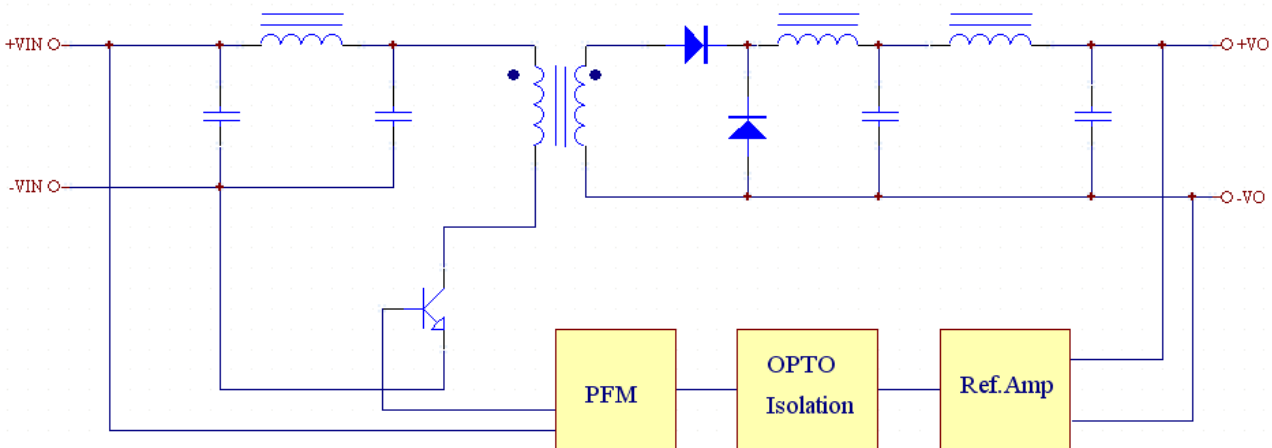 +VIN
+VO
-VIN
-VO
PFM
OPTO
Isolation
Ref.Amp